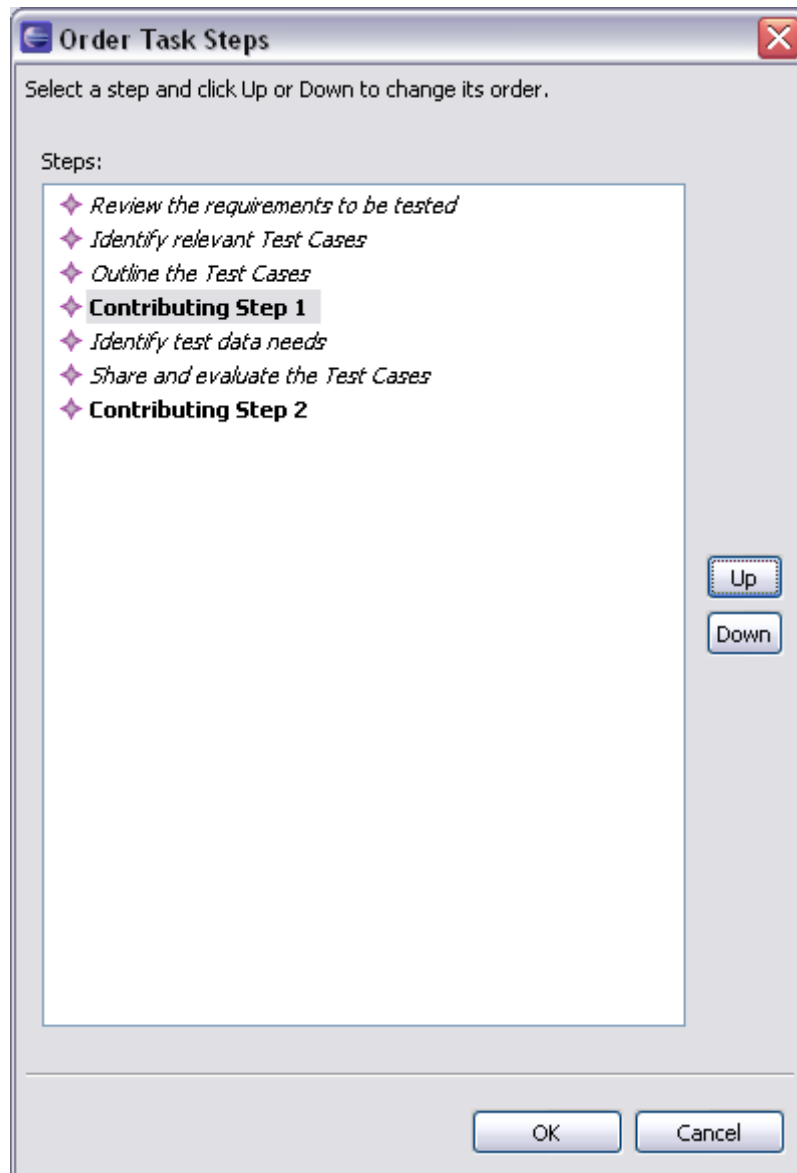 Order Task Steps
Select a step and click Up or Down to change its order.
Steps:
Review the requirements to be tested
Identify relevant Test Cases
Outline the Test Cases
Contributing Step 1
Identify test data needs
Share and evaluate the Test Cases
Contributing Step 2
Up
Down
OK
Cancel